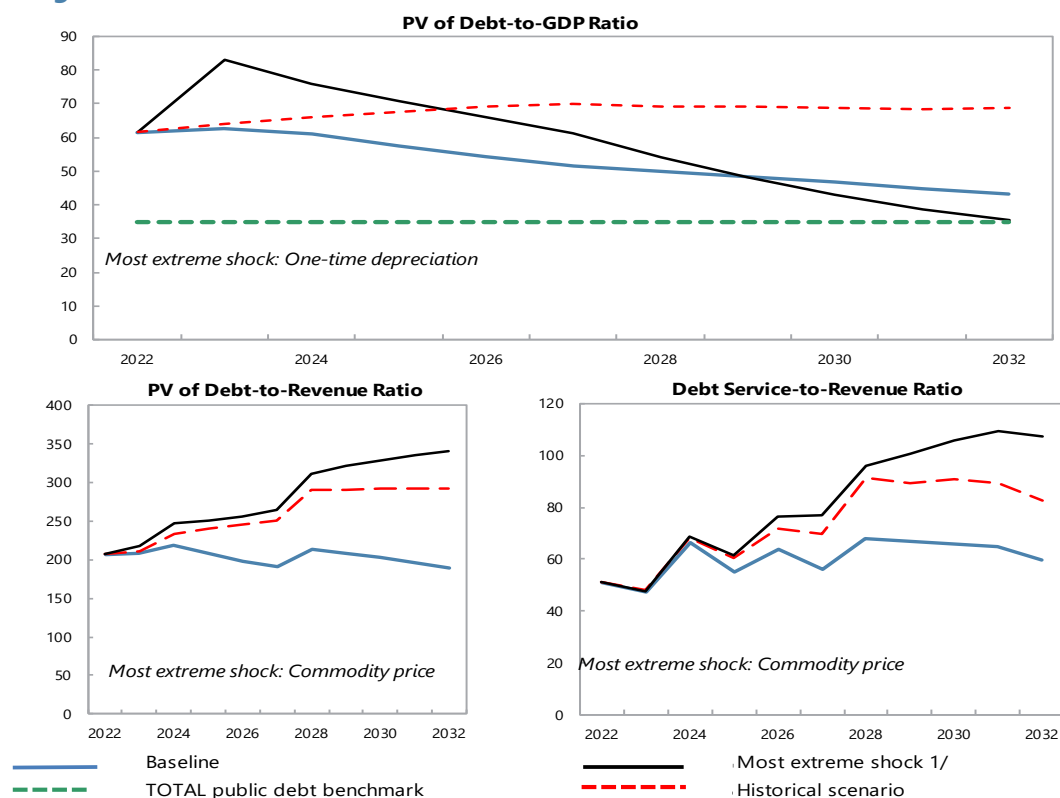 PV of Debt-to-GDP Ratio
90
80
70
60
50
40
30
20
10
0
Most extreme shock: One-time depreciation
2022 2024 2026 2028 2030 2032
PV of Debt-to-Revenue Ratio
400
350
300
250
200
150
100
50
0
Most extreme shock: Commodity price
2022 2024 2026 2028 2030 2032
Debt Service-to-Revenue Ratio
120
100
80
60
40
20
0
Most extreme shock: Commodity price
2022 2024 2026 2028 2030 2032
Baseline
Most extreme shock 1/
TOTAL public debt benchmark
Historical scenario